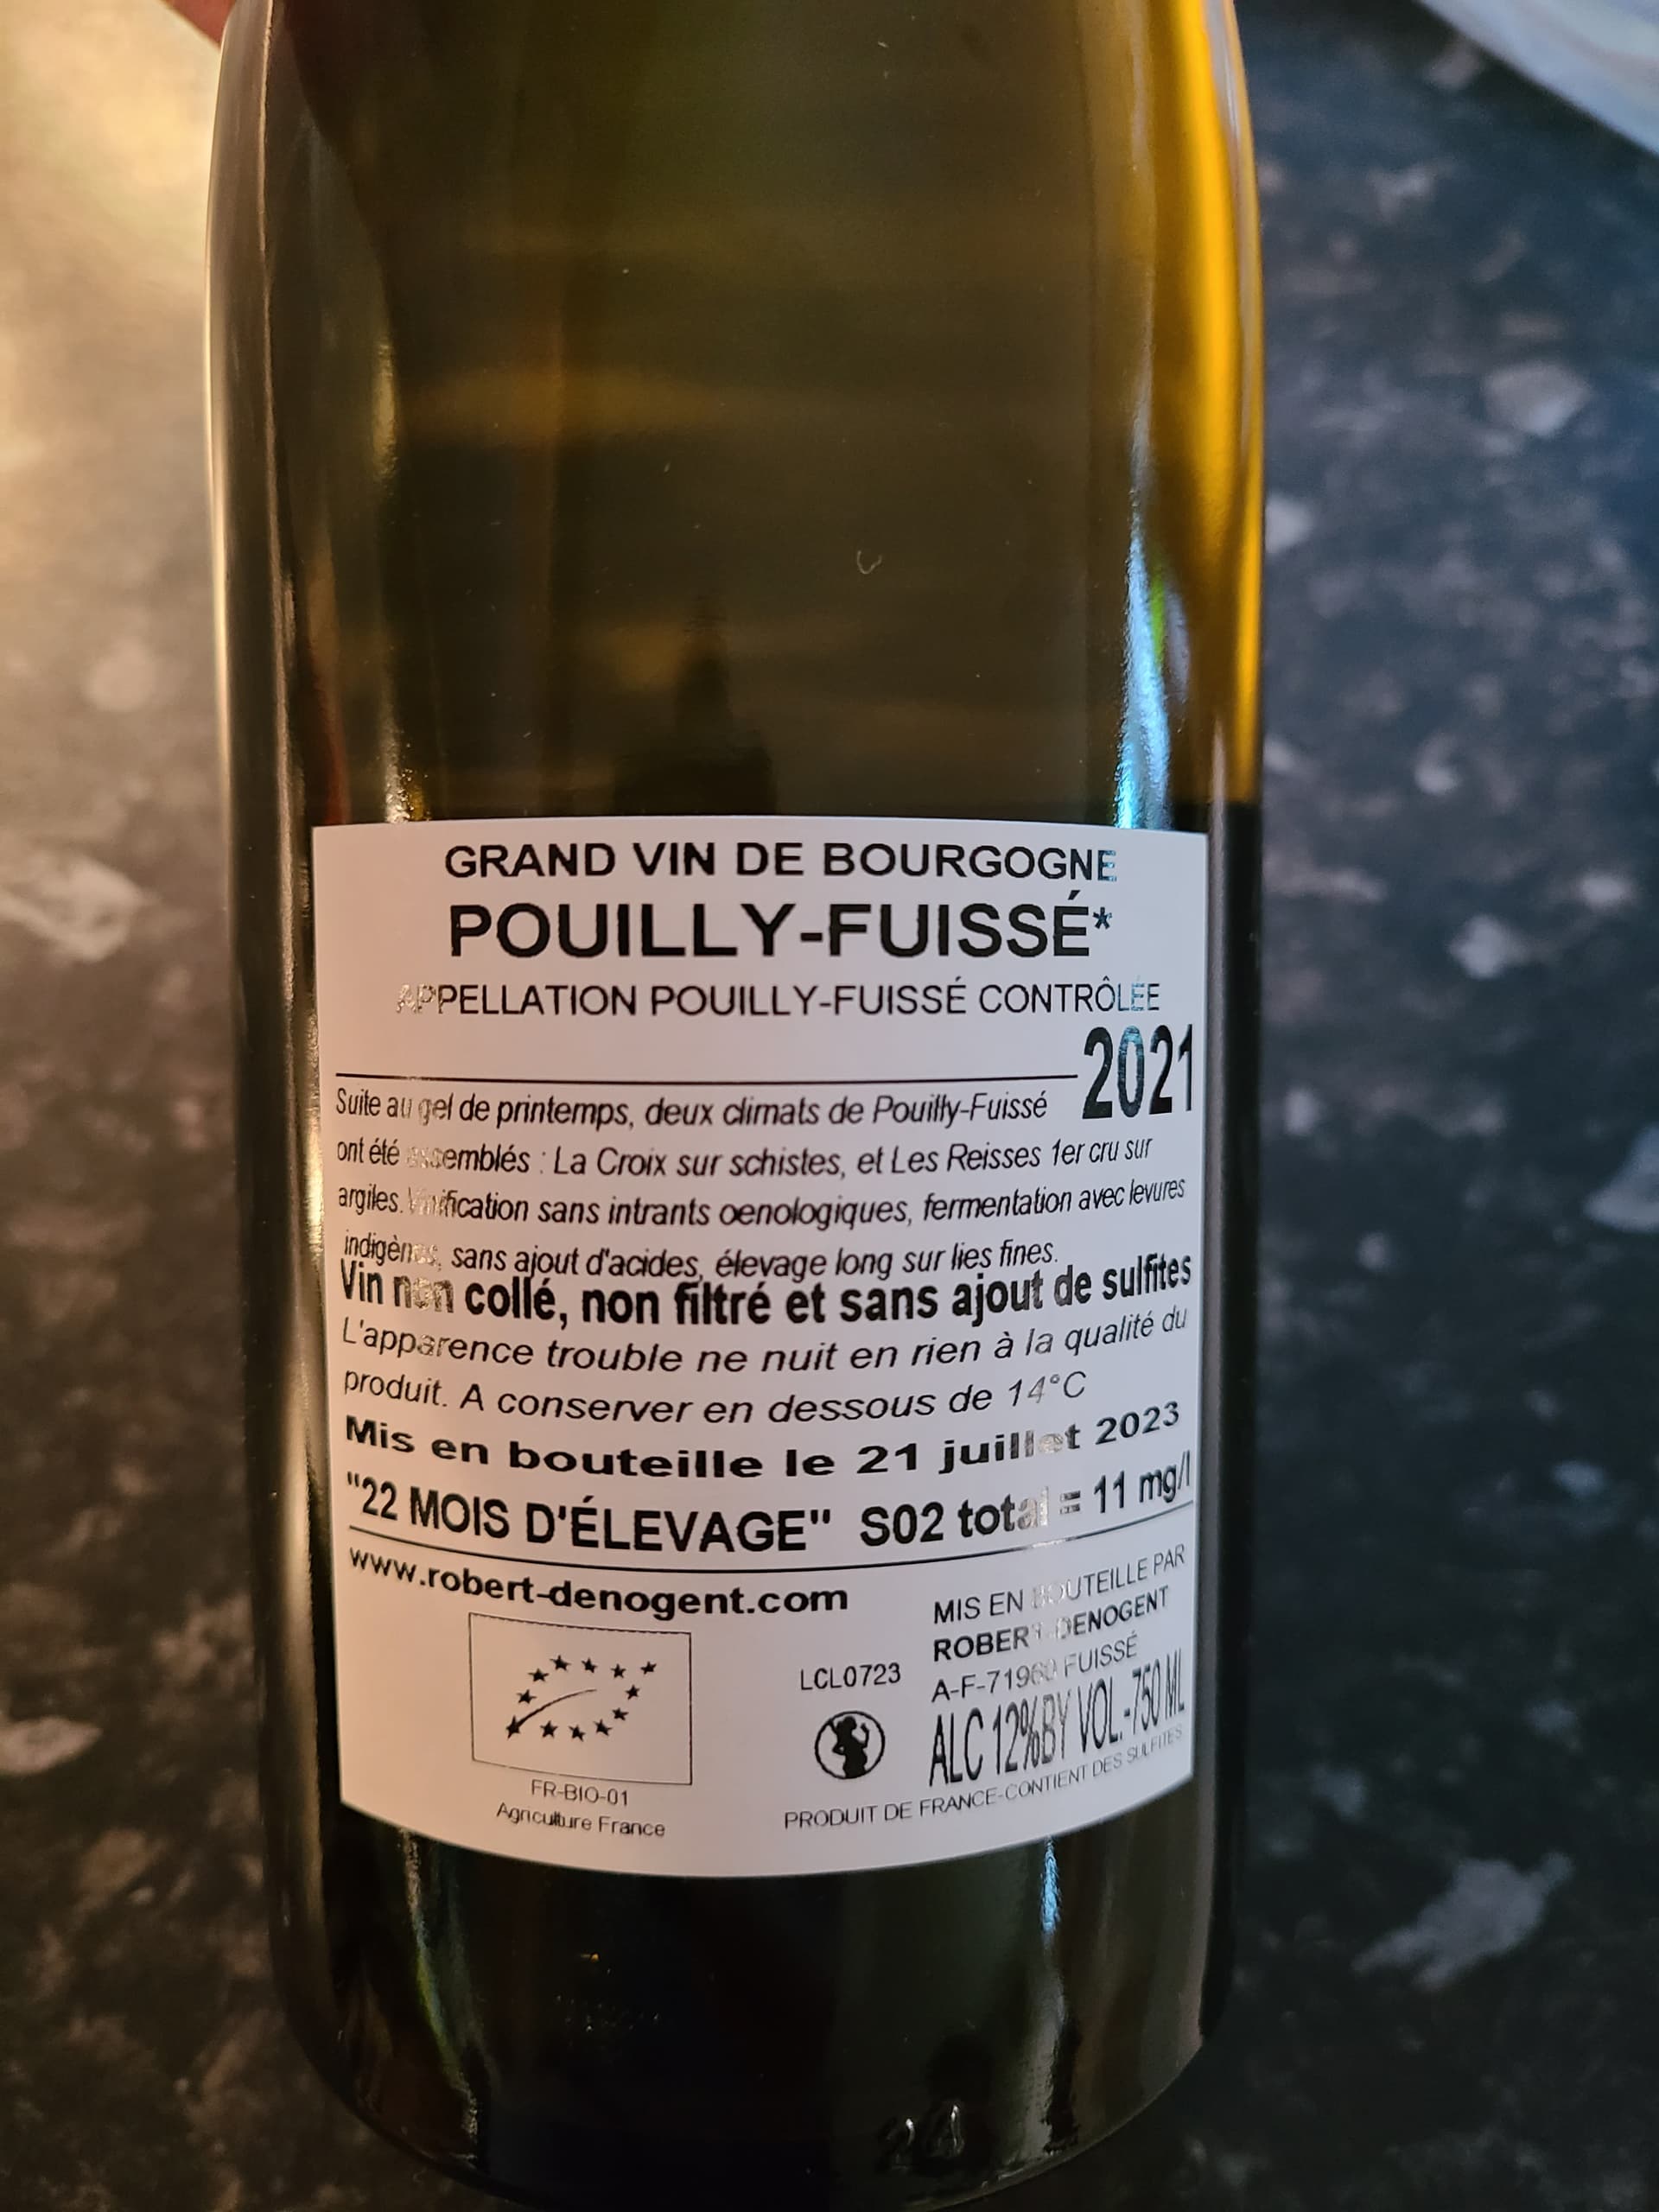 GRAND VIN DE BOURGOGNE
POUILLY-FUISSÉ*
APPELLATION POUILLY-FUISSÉ CONTRÔLÉE
2021
Suite au gel de printemps, deux climats de Pouilly-Fuissé
ont été assemblés : La Croix sur schistes, et Les Reisses 1er cru sur
argiles. Vinification sans intrants oenologiques, fermentation avec levures
indigènes, sans ajout d'acides, élevage long sur lies fines.
Vin non collé, non filtré et sans ajout de sulfites
L'apparence trouble ne nuit en rien à la qualité du
produit. A conserver en dessous de 14°C
Mis en bouteille le 21 juillet 2023
"22 MOIS D'ÉLEVAGE" S02 total = 11 mg/l
www.robert-denogent.com
MIS EN BOUTEILLE PAR
ROBERT-DENOGENT
A-F-71960 FUISSÉ
LCL0723
ALC 12%BY VOL.-750 ML
PRODUIT DE FRANCE-CONTIENT DES SULFITES
FR-BIO-01
Agriculture France